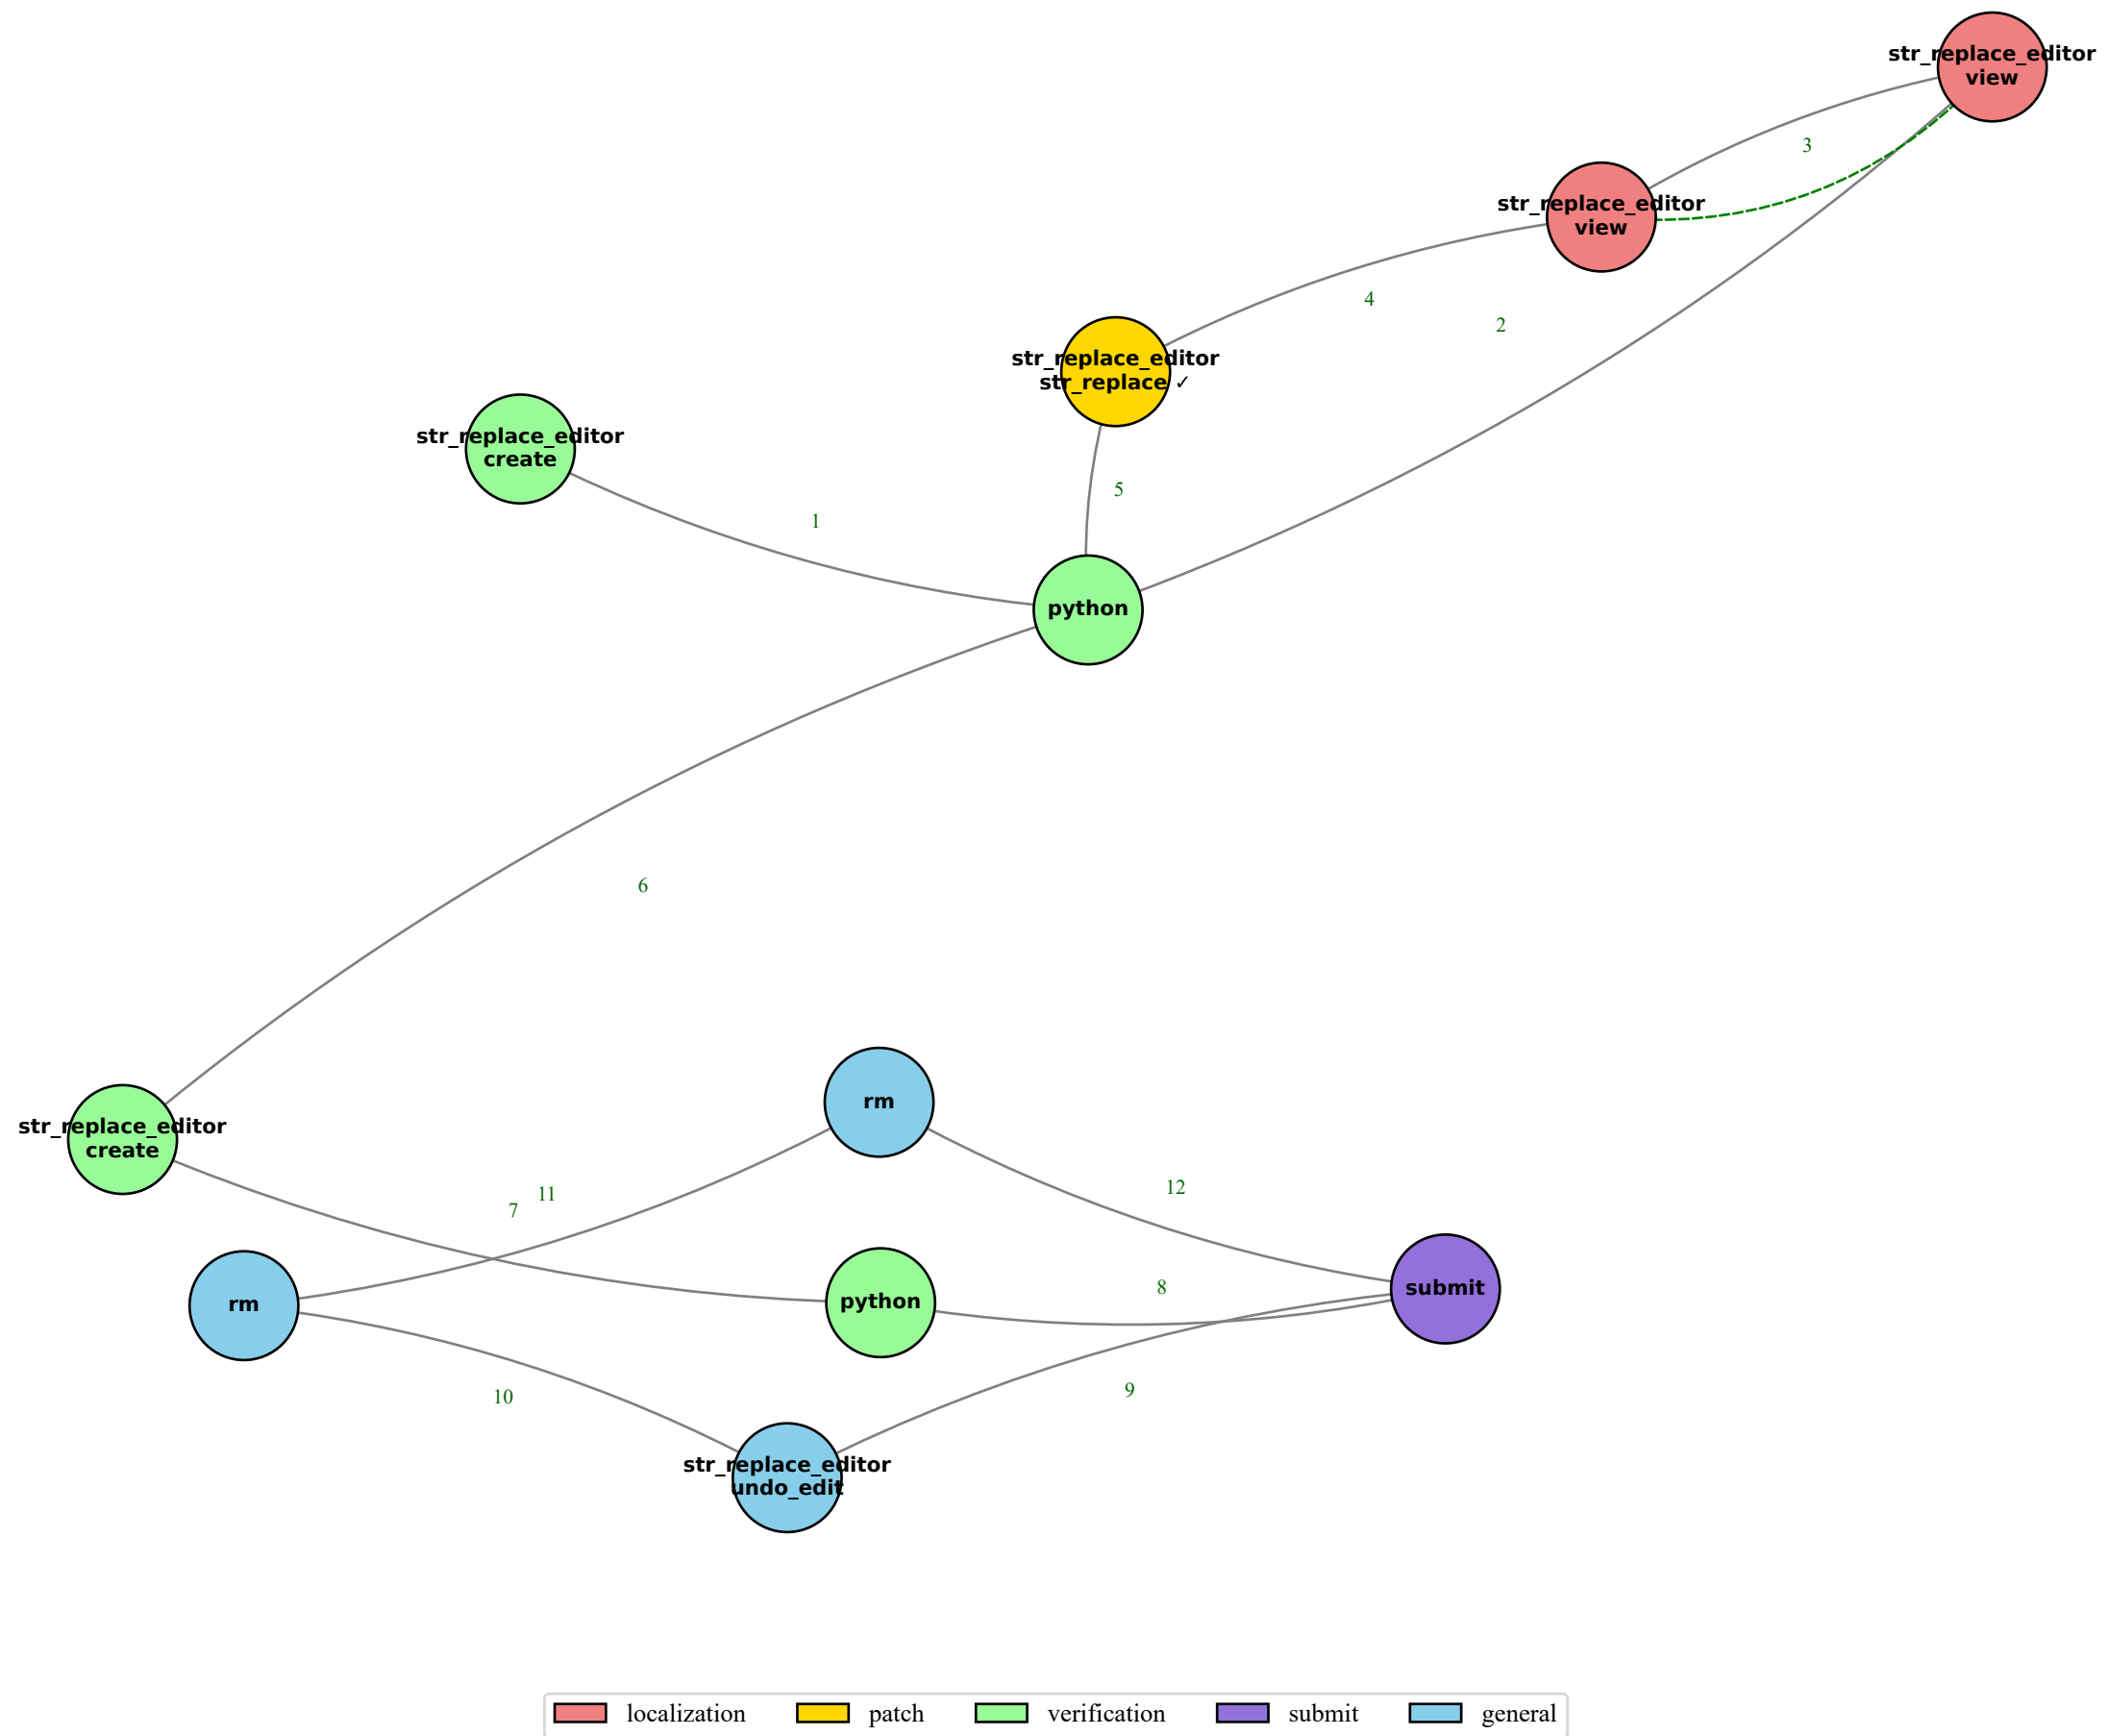 str_replace_editor
view
3
str_replace_editor
view
4
2
str_replace_editor
str_replace ✓
str_replace_editor
create
5
1
python
6
rm
str_replace_editor
create
12
11
7
8
submit
python
rm
9
10
str_replace_editor
undo_edit
localization
patch
verification
submit
general